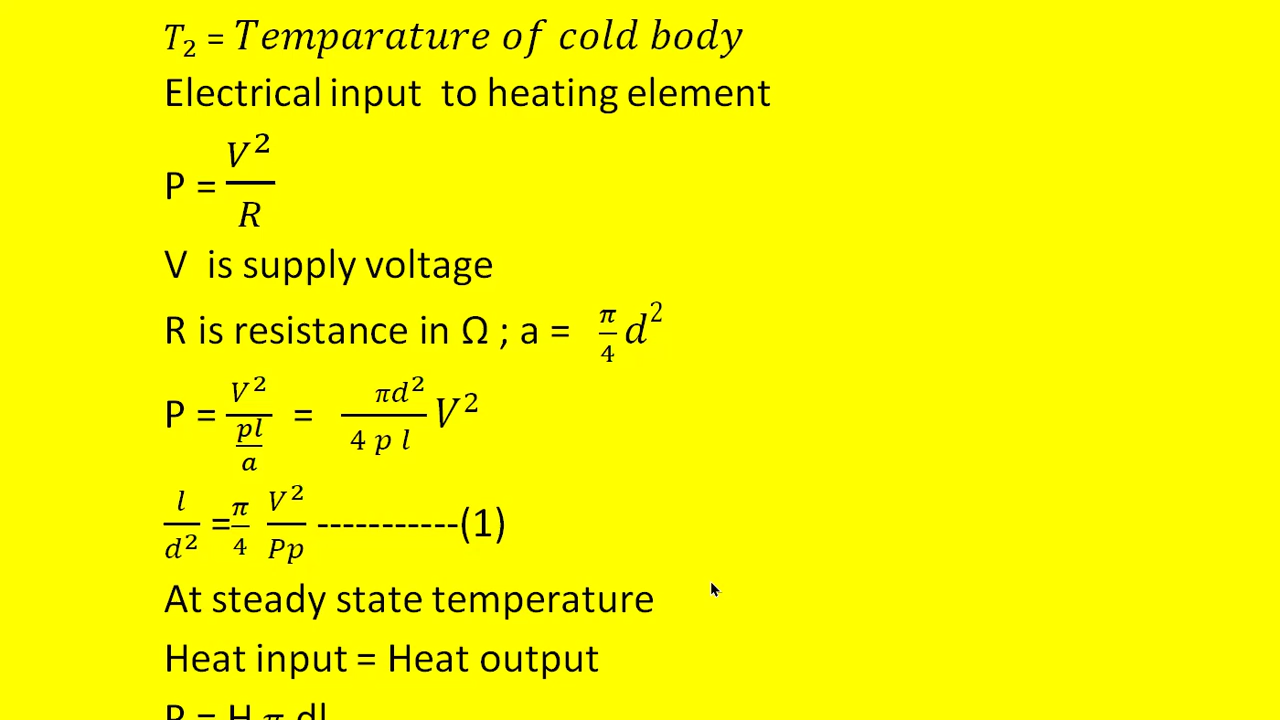 T₂ = Temparature of cold body
Electrical input to heating element
P = V²/R
V is supply voltage
R is resistance in Ω ; a = π/4 d²
P = V²/(pl/a) = πd²/(4 p l) V²
l/d² = π/4 V²/Pp -----------(1)
At steady state temperature
Heat input = Heat output
P = H π dl